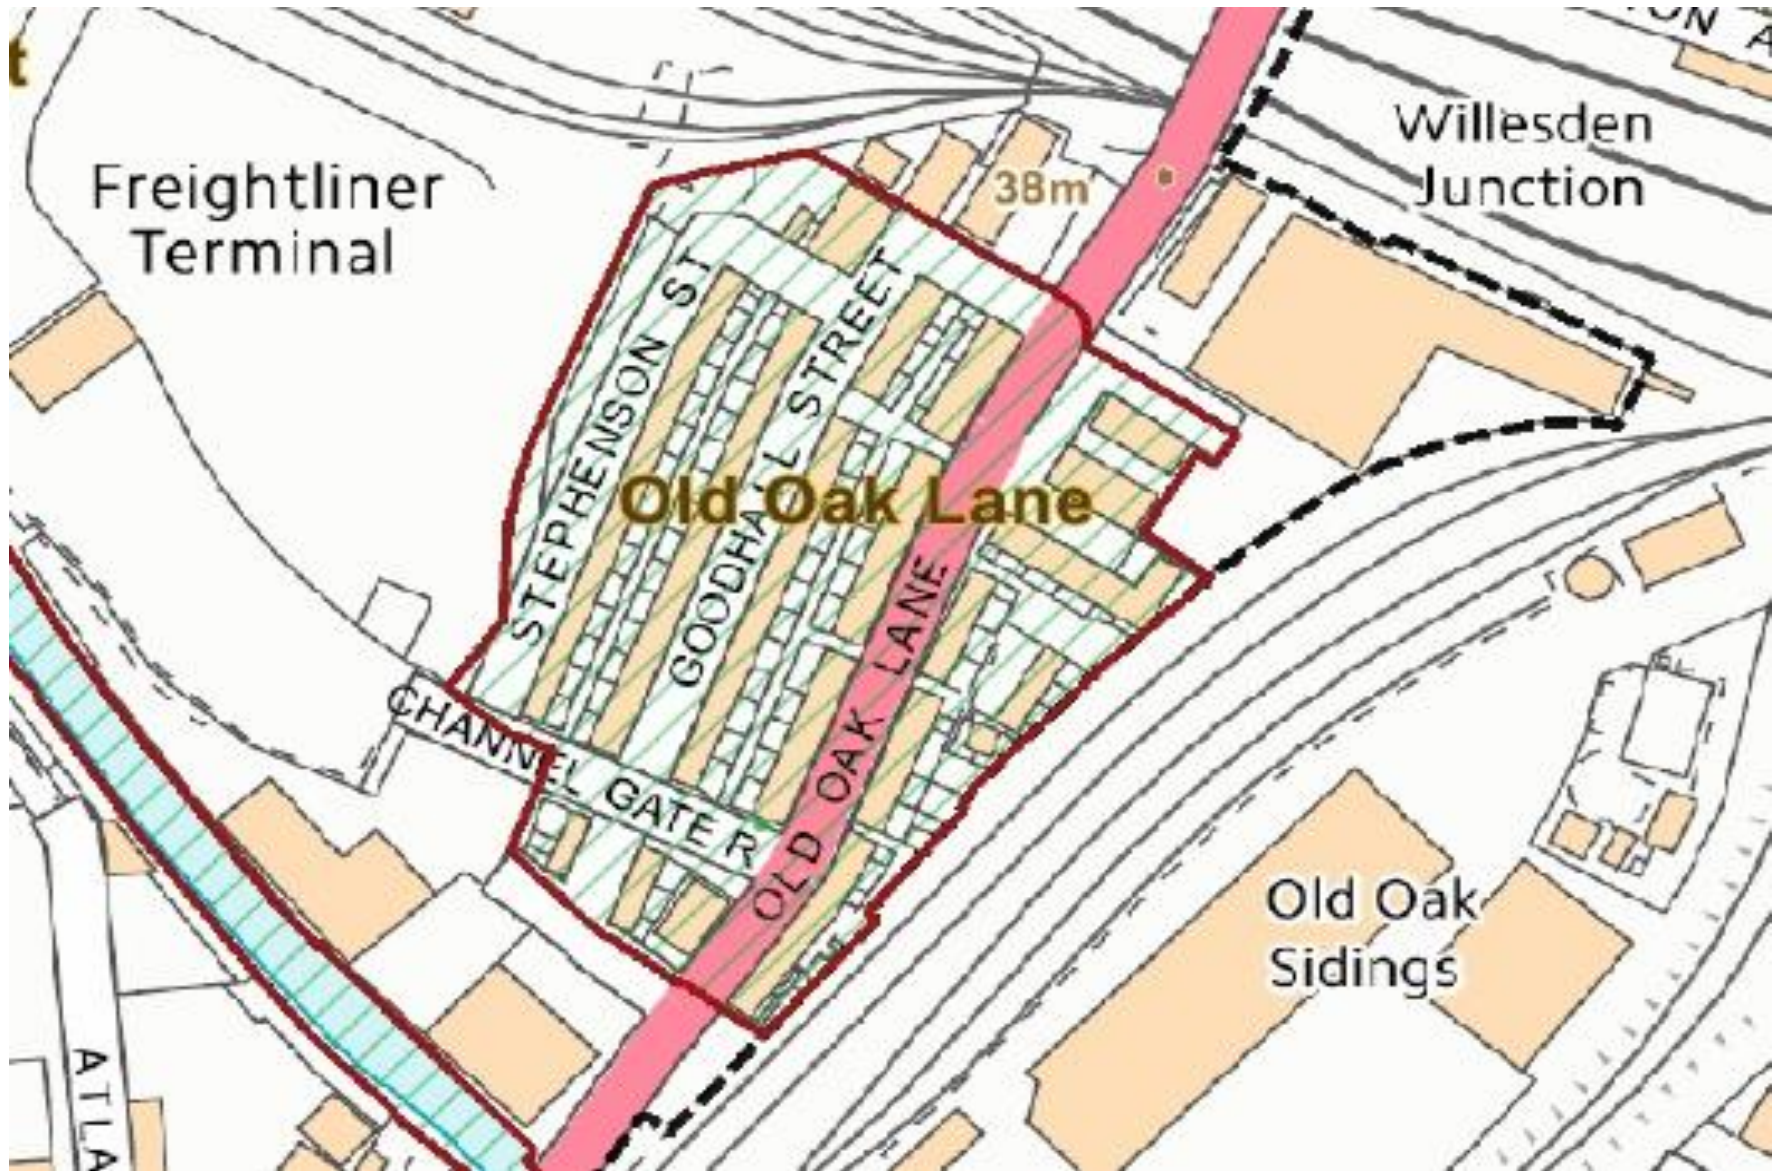 t
ON A
Willesden
Junction
Freightliner
Terminal
38m
STEPHENSON ST
GOODHALL STREET
Old Oak Lane
OLD OAK LANE
CHANNEL GATE R
Old Oak
Sidings
ATLA